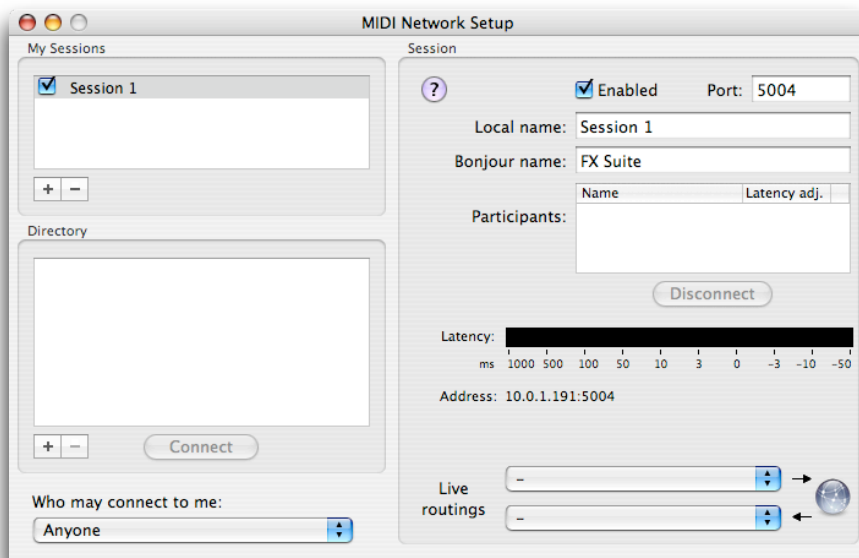 MIDI Network Setup
My Sessions
Session 1
+ −
Directory
+ − Connect
Who may connect to me:
Anyone
Session
? Enabled Port: 5004
Local name: Session 1
Bonjour name: FX Suite
Participants:
Name Latency adj.
Disconnect
Latency:
ms 1000 500 100 50 10 3 0 -3 -10 -50
Address: 10.0.1.191:5004
Live
routings
–
–